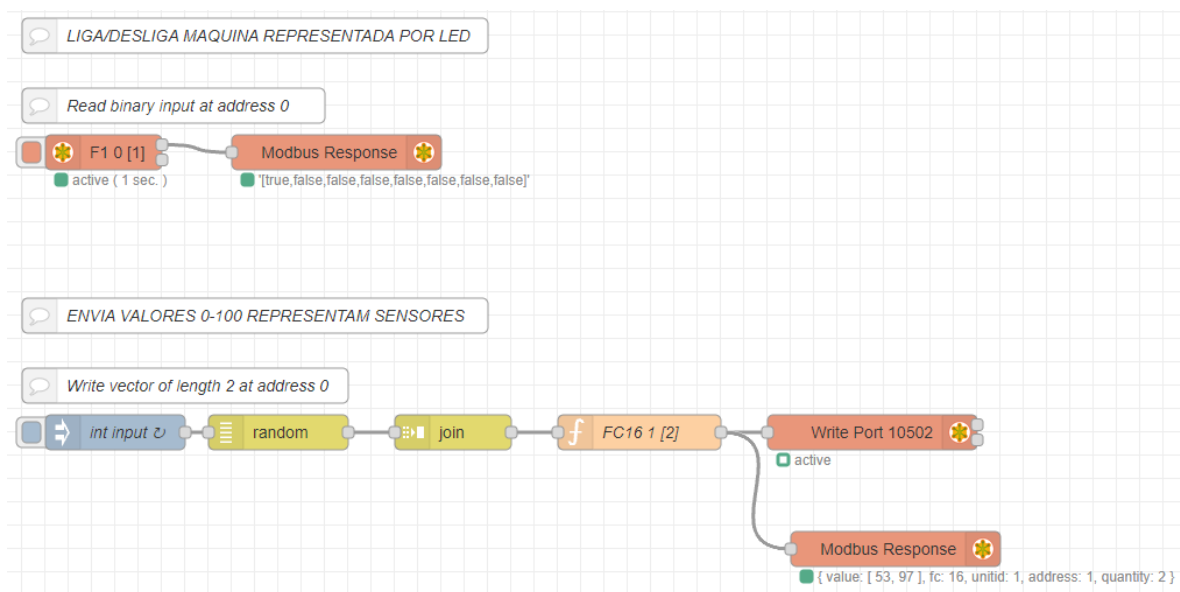 LIGA/DESLIGA MAQUINA REPRESENTADA POR LED
Read binary input at address 0
F1 0 [1]
Modbus Response
active ( 1 sec. )
'[true,false,false,false,false,false,false,false]'
ENVIA VALORES 0-100 REPRESENTAM SENSORES
Write vector of length 2 at address 0
int input ↻
random
join
FC16 1 [2]
Write Port 10502
active
Modbus Response
{ value: [ 53, 97 ], fc: 16, unitid: 1, address: 1, quantity: 2 }